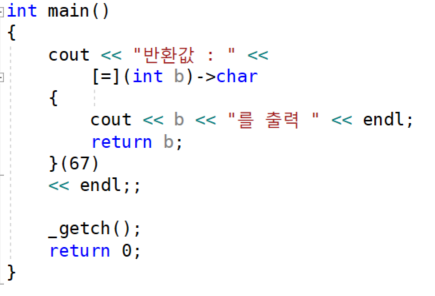 int main()
{
    cout << "반환값 : " <<
        [=](int b)->char
    {
        cout << b << "를 출력 " << endl;
        return b;
    }(67)
    << endl;;

    _getch();
    return 0;
}